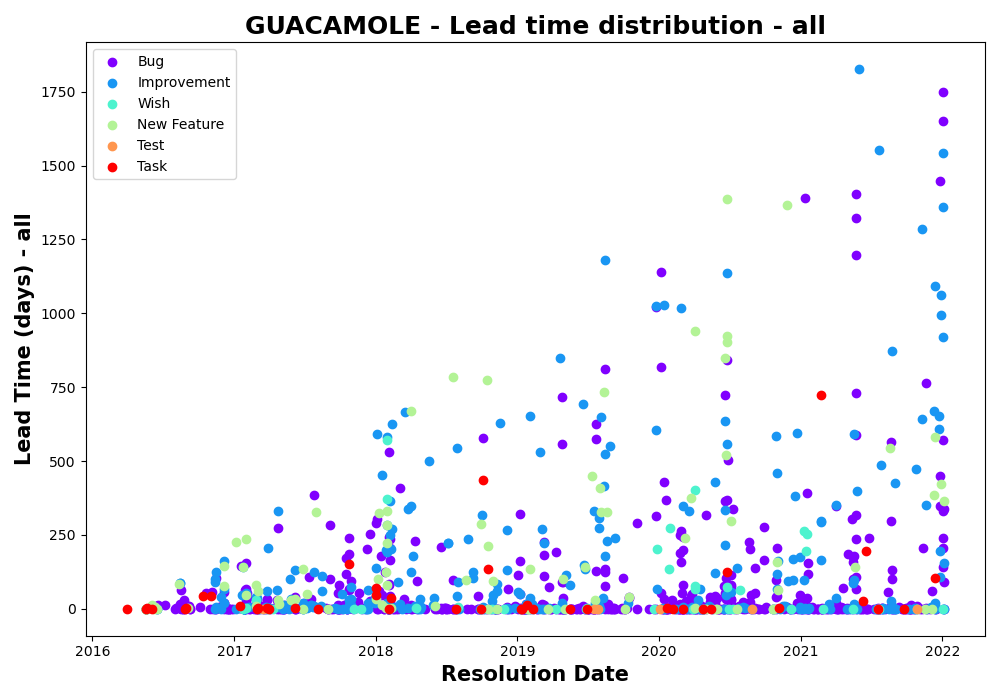 GUACAMOLE - Lead time distribution - all
Bug
Improvement
Wish
New Feature
Test
Task
Lead Time (days) - all
1750
1500
1250
1000
750
500
250
0
2016 2017 2018 2019 2020 2021 2022
Resolution Date